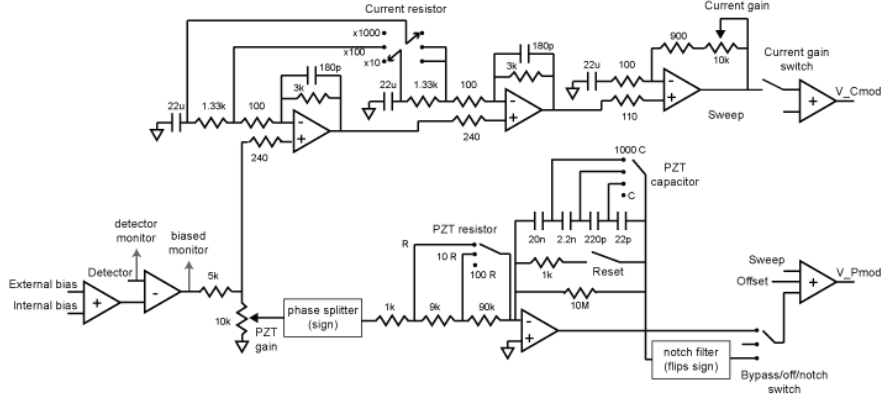 Current resistor
Current gain
x1000
x100
x10
180p
3k
22u
1.33k
100
240
22u
1.33k
100
180p
3k
240
22u
100
900
10k
110
Current gain
switch
Sweep
V_Cmod
1000 C
C
PZT
capacitor
20n
2.2n
220p
22p
PZT resistor
R
10 R
100 R
1k
Reset
10M
detector
monitor
biased
monitor
Detector
External bias
Internal bias
5k
10k
PZT
gain
phase splitter
(sign)
1k
9k
90k
Sweep
Offset
V_Pmod
notch filter
(flips sign)
Bypass/off/notch
switch